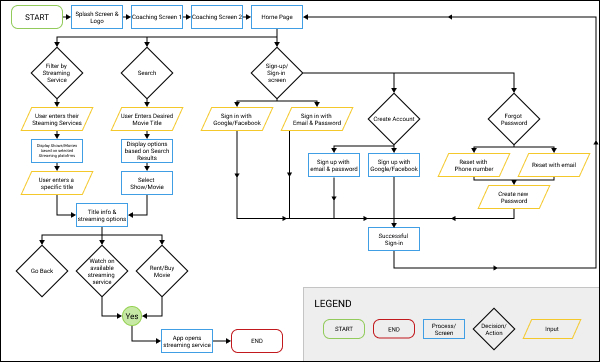 START
Splash Screen &
Logo
Coaching Screen 1
Coaching Screen 2
Home Page
Filter by
Streaming
Service
Search
Sign-up/
Sign-in
screen
User enters their
Streaming Services
User Enters Desired
Movie Title
Sign in with
Google/Facebook
Sign in with
Email & Password
Create Account
Forgot
Password
Display Shows/Movies
based on selected
Streaming plateforms
Display options
based on Search
Results
Sign up with
email & password
Sign up with
Google/Facebook
Reset with
Phone number
Reset with email
User enters a
specific title
Select
Show/Movie
Create new
Password
Title info &
streaming options
Successful
Sign-in
Go Back
Watch on
available
streaming
service
Rent/Buy
Movie
Yes
App opens
streaming service
END
LEGEND
START
END
Process/
Screen
Decision/
Action
Input